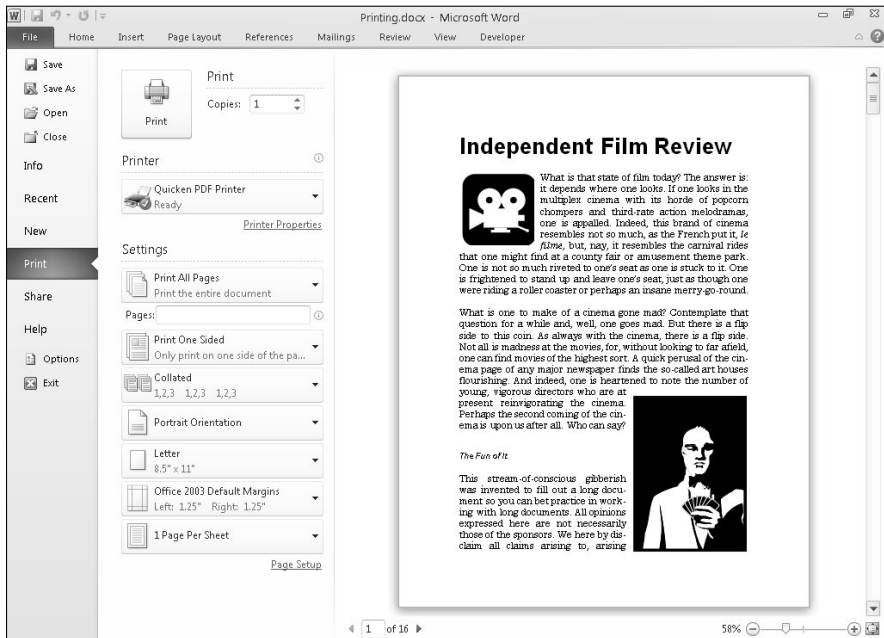 Printing.docx - Microsoft Word
File Home Insert Page Layout References Mailings Review View Developer
Save
Save As
Open
Close
Info
Recent
New
Print
Share
Help
Options
Exit
Print
Print
Copies: 1
Printer
Quicken PDF Printer
Ready
Printer Properties
Settings
Print All Pages
Print the entire document
Pages:
Print One Sided
Only print on one side of the pa...
Collated
1,2,3 1,2,3 1,2,3
Portrait Orientation
Letter
8.5" x 11"
Office 2003 Default Margins
Left: 1.25" Right: 1.25"
1 Page Per Sheet
Page Setup
Independent Film Review
What is that state of film today? The answer is:
it depends where one looks. If one looks in the
multiplex cinema with its horde of popcorn
chompers and third-rate action melodramas,
one is appalled. Indeed, this brand of cinema
resembles not so much, as the French put it, le
filme, but, nay, it resembles the carnival rides
that one might find at a county fair or amusement theme park.
One is not so much riveted to one's seat as one is stuck to it. One
is frightened to stand up and leave one's seat, just as though one
were riding a roller coaster or perhaps an insane merry-go-round.
What is one to make of a cinema gone mad? Contemplate that
question for a while and, well, one goes mad. But there is a flip
side to this coin. As always with the cinema, there is a flip side.
Not all is madness at the movies, for, without looking to far afield,
one can find movies of the highest sort. A quick perusal of the cin-
ema page of any major newspaper finds the so-called art houses
flourishing. And indeed, one is heartened to note the number of
young, vigorous directors who are at
present reinvigorating the cinema.
Perhaps the second coming of the cin-
ema is upon us after all. Who can say?
The Fun of It
This stream-of-conscious gibberish
was invented to fill out a long docu-
ment so you can bet practice in work-
ing with long documents. All opinions
expressed here are not necessarily
those of the sponsors. We here by dis-
claim all claims arising to, arising
1 of 16
58%